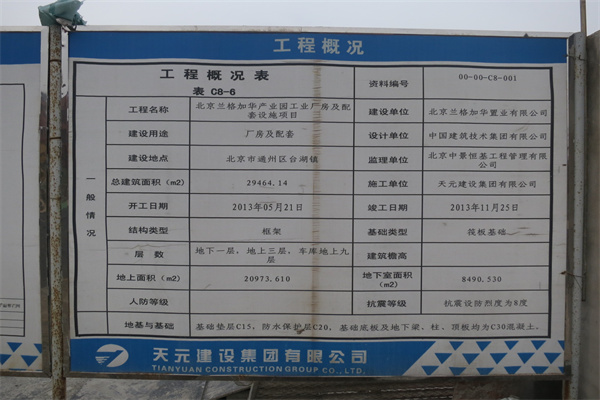 工程概况
工程概况表
表 C8-6
资料编号
00-00-C8-001
一般情况
工程名称
北京兰格加华产业园工业厂房及配
套设施项目
建设单位
北京兰格加华置业有限公司
建设用途
厂房及配套
设计单位
中国建筑技术集团有限公司
建设地点
北京市通州区台湖镇
监理单位
北京中景恒基工程管理有限
公司
总建筑面积（m2）
29464.14
施工单位
天元建设集团有限公司
开工日期
2013年05月21日
竣工日期
2013年11月25日
结构类型
框架
基础类型
筏板基础
层数
地下一层，地上三层，车库地上九
层
建筑檐高
地上面积
（m2）
20973.610
地下室面积
（m2）
8490.530
人防等级
抗震等级
抗震设防烈度为8度
地基与基础
基础垫层C15，防水保护层C20，基础底板及地下梁、柱、顶板均为C30混凝土。
天元建设集团有限公司
TIANYUAN CONSTRUCTION GROUP CO.,LTD.